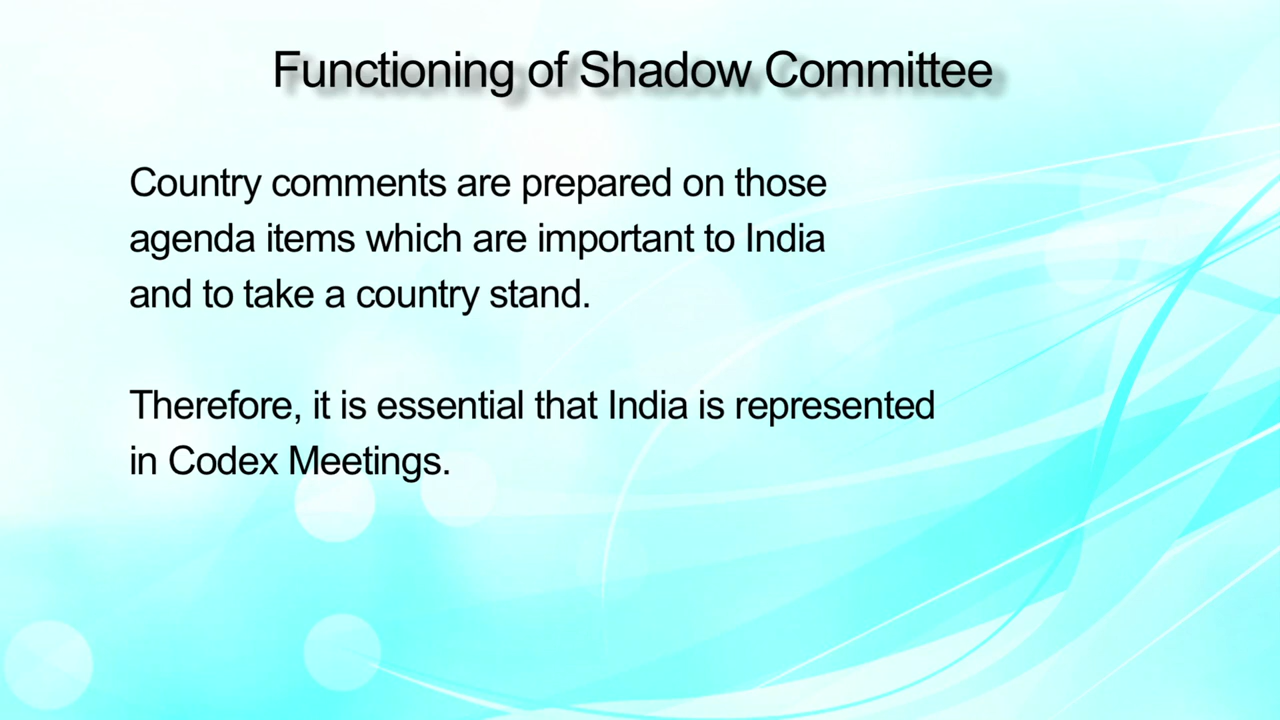 Functioning of Shadow Committee
Country comments are prepared on those
agenda items which are important to India
and to take a country stand.
Therefore, it is essential that India is represented
in Codex Meetings.